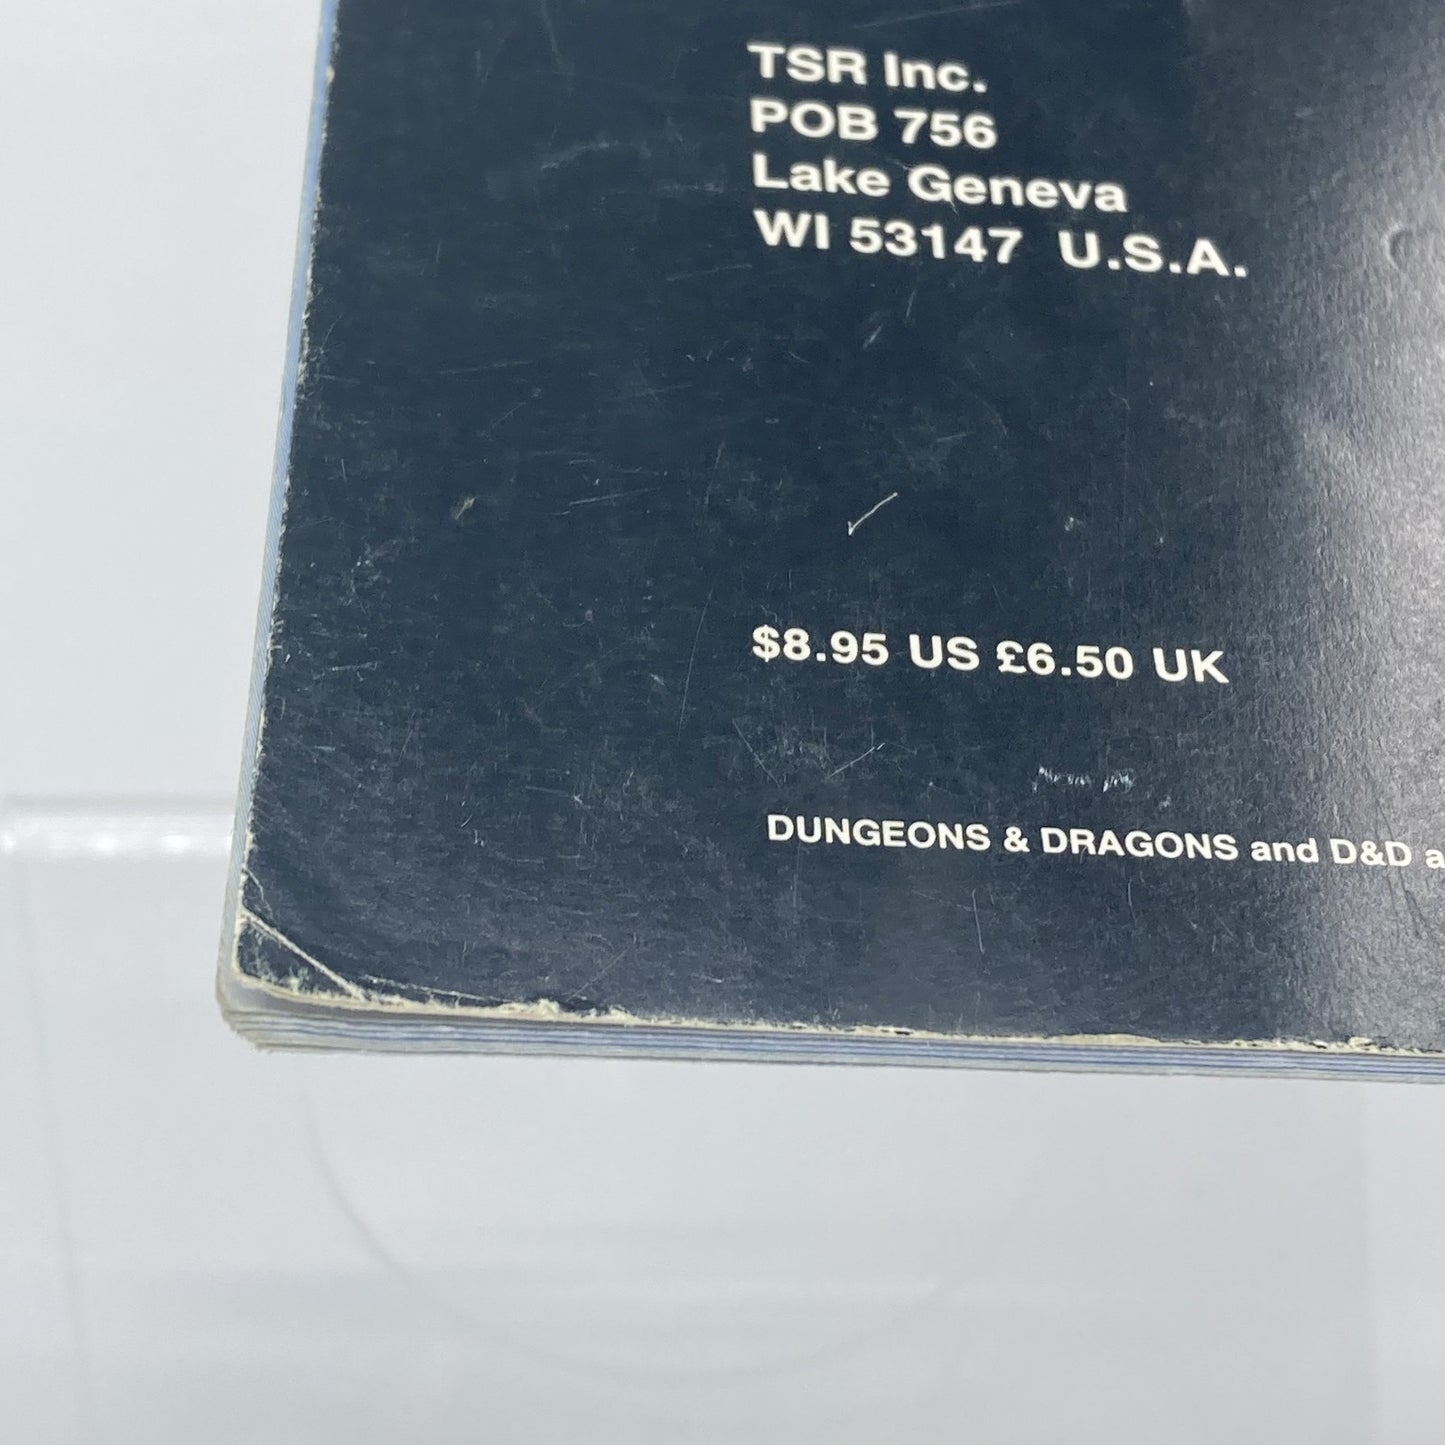 TSR Inc.
POB 756
Lake Geneva
WI 53147 U.S.A.
$8.95 US £6.50 UK
DUNGEONS & DRAGONS and D&D a